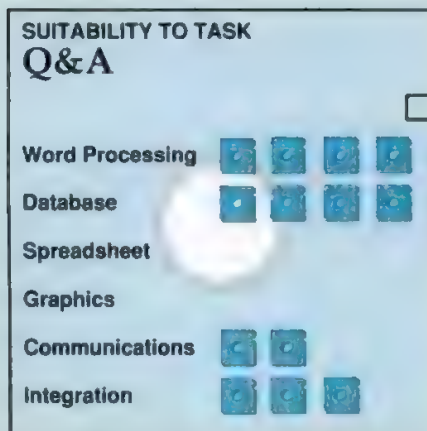 SUITABILITY TO TASK
Q&A
Word Processing
Database
Spreadsheet
Graphics
Communications
Integration